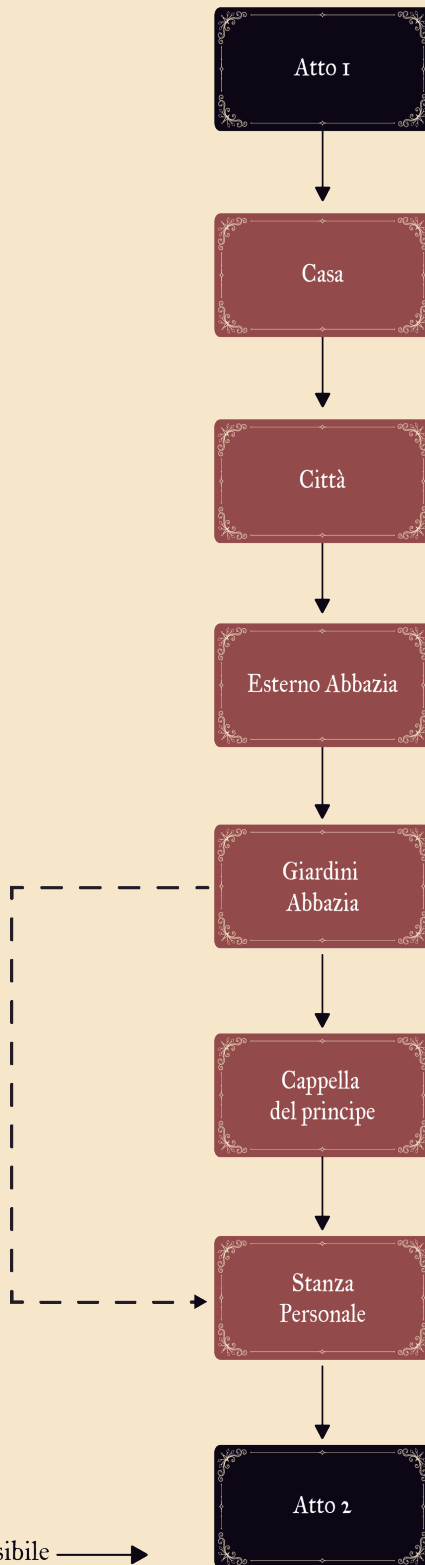 Atto 1
Casa
Città
Esterno Abbazia
Giardini
Abbazia
Cappella
del principe
Stanza
Personale
Atto 2